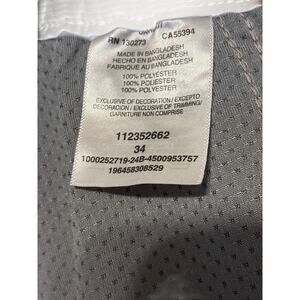 RN 130273 CA55394
MADE IN BANGLADESH
HECHO EN BANGLADESH
FABRIQUE AU BANGLADESH
100% POLYESTER
100% POLIESTER
100% POLYESTER
EXCLUSIVE OF DECORATION / EXCEPTO
DECORACION / EXCLUSIVE OF TRIMMING/
GARNITURE NON COMPRISE
112352662
34
1000252719-24B-4500953757
196458308529